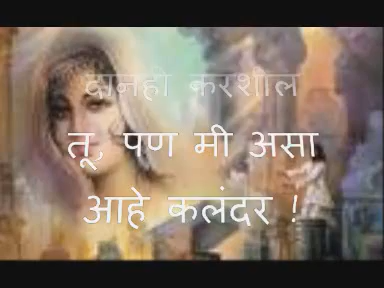 दानही करशील
तू, पण मी असा
आहे कलंदर !